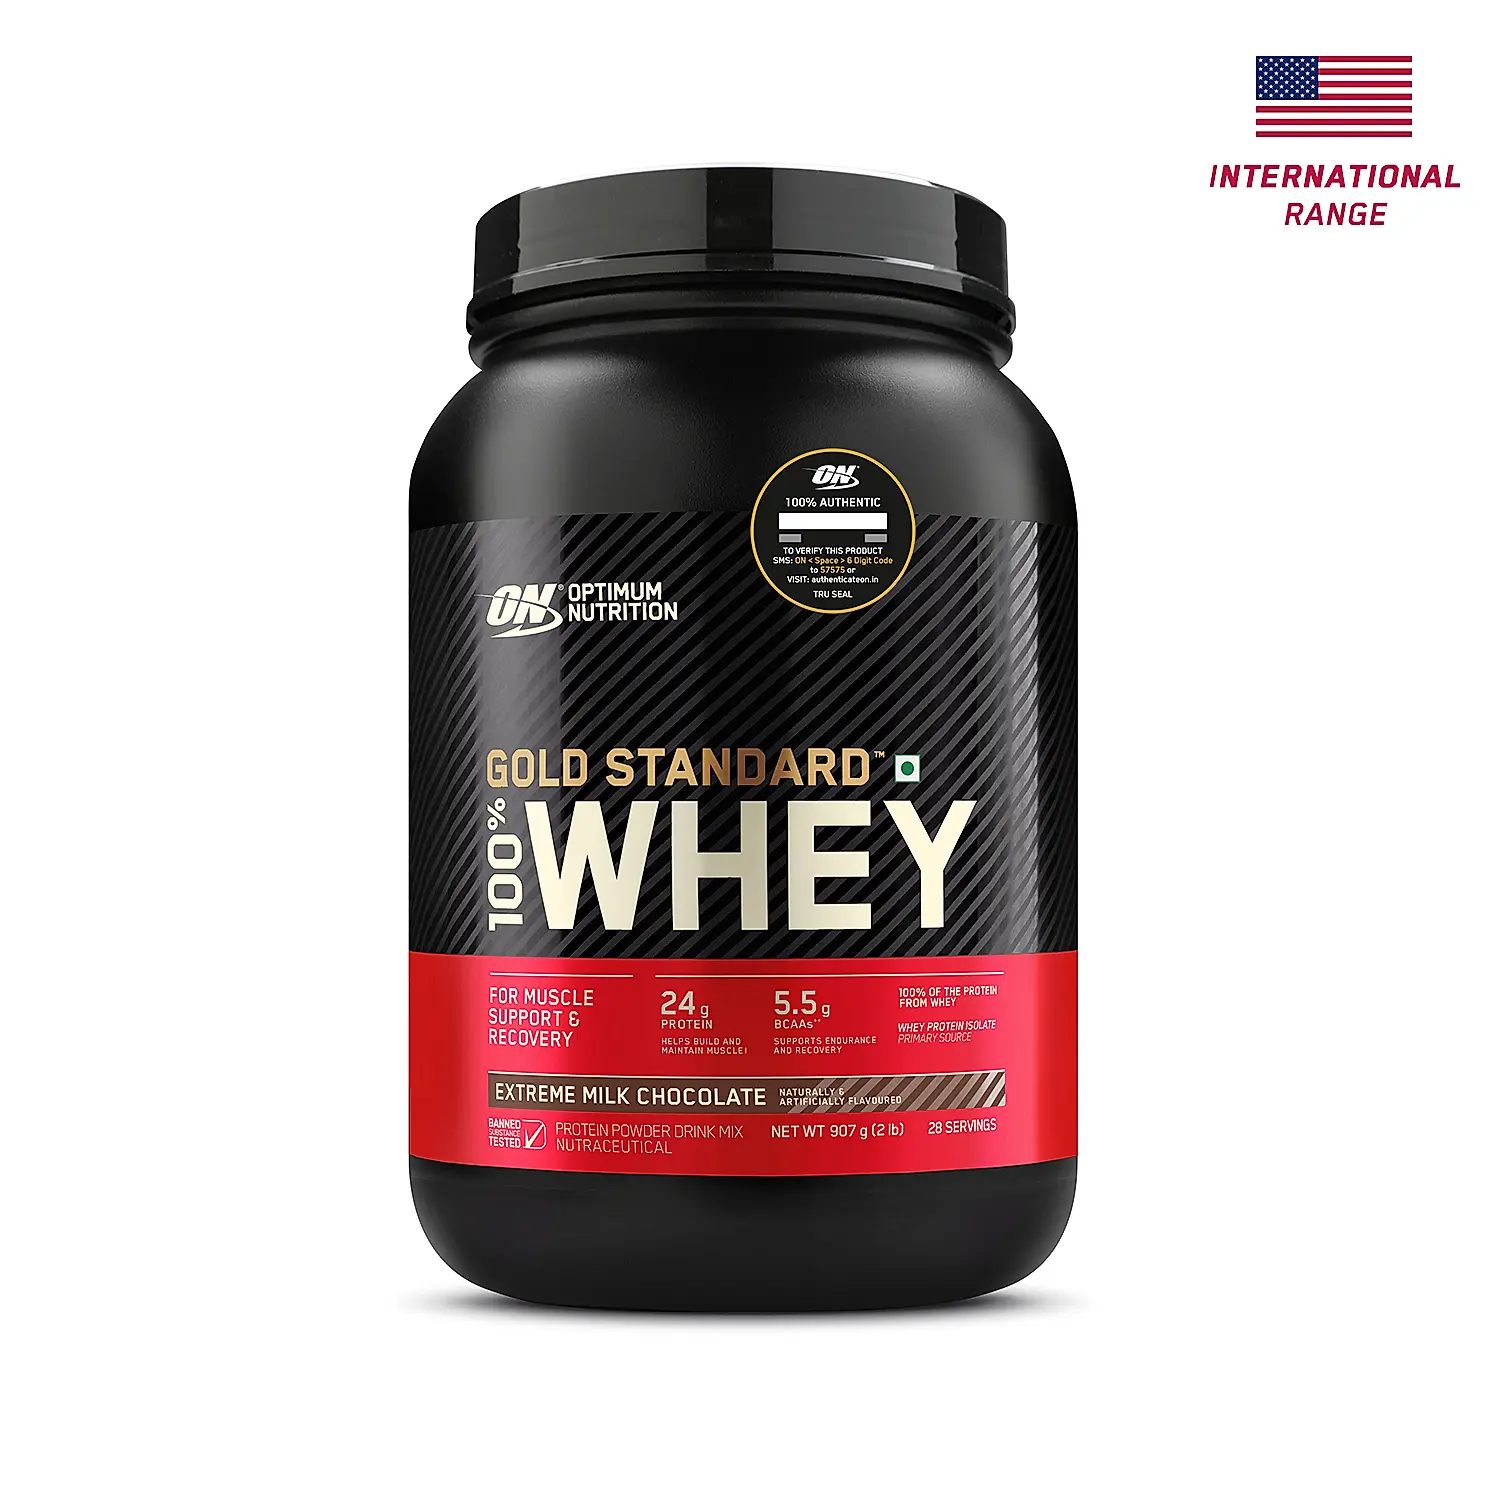 INTERNATIONAL
RANGE
ON
100% AUTHENTIC
TO VERIFY THIS PRODUCT
SMS: ON < Space > 6 Digit Code
to 57575 or
VISIT: authenticateon.in
TRU SEAL
ON® OPTIMUM
NUTRITION
GOLD STANDARD™
100% WHEY
FOR MUSCLE
SUPPORT &
RECOVERY
24 g
PROTEIN
HELPS BUILD AND
MAINTAIN MUSCLE!
5.5 g
BCAAs**
SUPPORTS ENDURANCE
AND RECOVERY
100% OF THE PROTEIN
FROM WHEY
WHEY PROTEIN ISOLATE
PRIMARY SOURCE
EXTREME MILK CHOCOLATE
NATURALLY &
ARTIFICIALLY FLAVOURED
BANNED
SUBSTANCE
TESTED
PROTEIN POWDER DRINK MIX
NUTRACEUTICAL
NET WT 907 g (2 lb)
28 SERVINGS